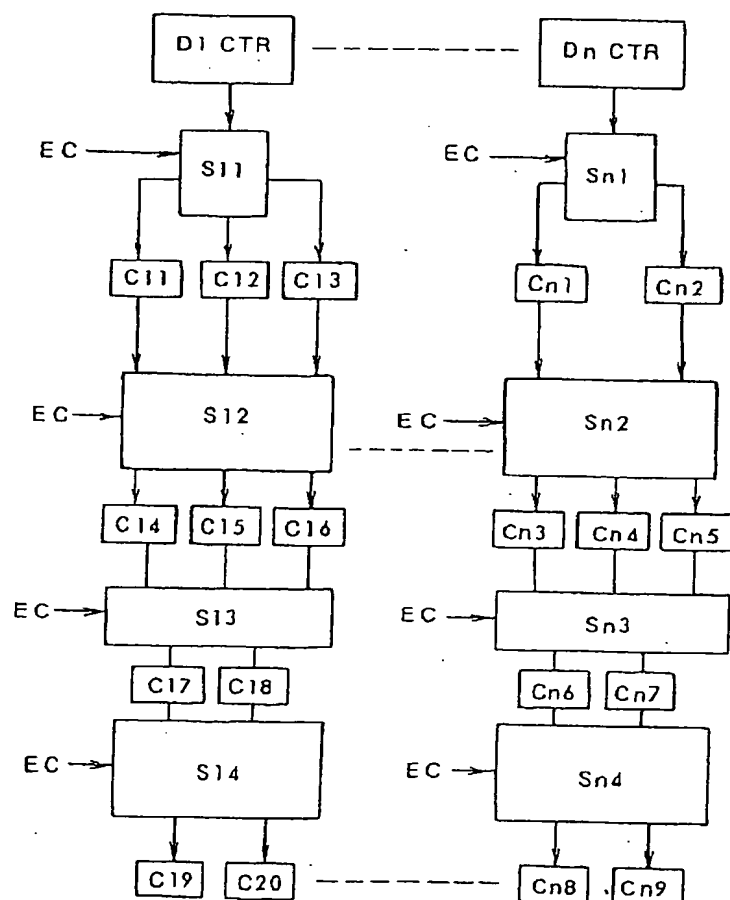 D1 CTR
Dn CTR
EC
S11
EC
Sn1
C11
C12
C13
Cn1
Cn2
EC
S12
EC
Sn2
C14
C15
C16
Cn3
Cn4
Cn5
EC
S13
EC
Sn3
C17
C18
Cn6
Cn7
EC
S14
EC
Sn4
C19
C20
Cn8
Cn9